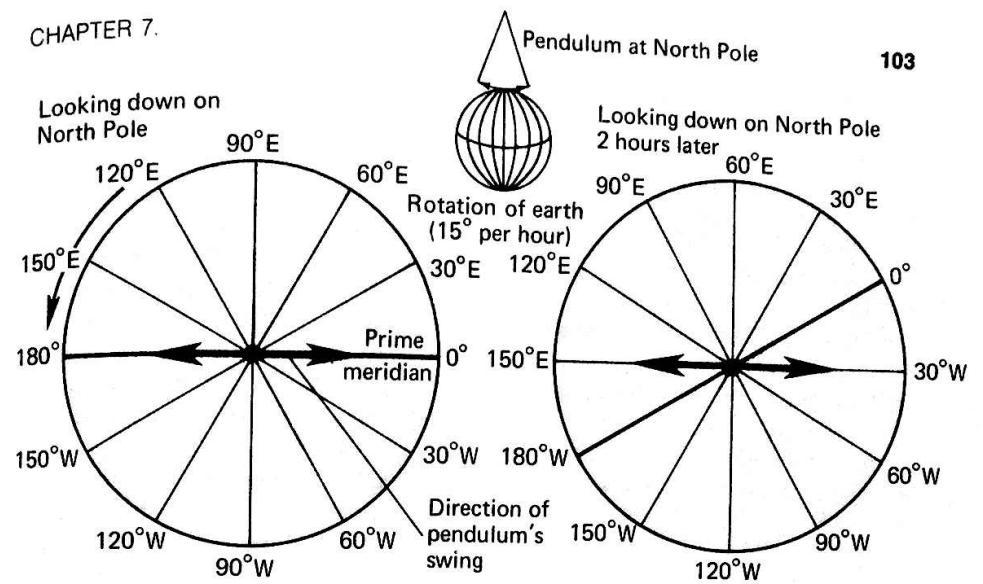 CHAPTER 7.
103
Pendulum at North Pole
Looking down on
North Pole
90°E
120°E
60°E
150°E
30°E
180°
Prime
meridian
0°
150°W
30°W
120°W
60°W
90°W
Direction of
pendulum's
swing
Rotation of earth
(15° per hour)
Looking down on North Pole
2 hours later
60°E
90°E
30°E
120°E
0°
150°E
30°W
180°W
60°W
150°W
90°W
120°W